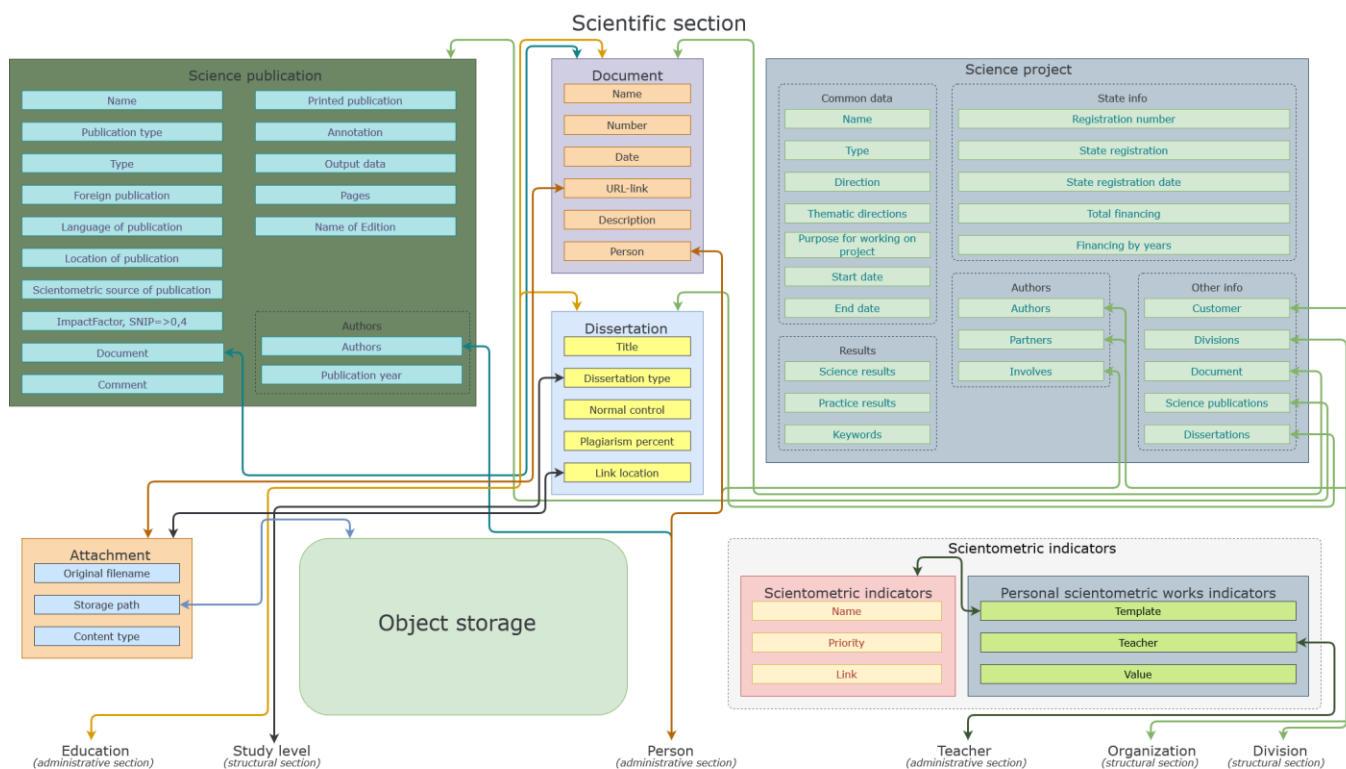 Scientific section
Science publication
Name
Publication type
Type
Foreign publication
Language of publication
Location of publication
Scientometric source of publication
ImpactFactor, SNIP=>0,4
Document
Comment
Printed publication
Annotation
Output data
Pages
Name of Edition
Authors
Authors
Publication year
Document
Name
Number
Date
URL-link
Description
Person
Dissertation
Title
Dissertation type
Normal control
Plagiarism percent
Link location
Science project
Common data
Name
Type
Direction
Thematic directions
Purpose for working on
project
Start date
End date
Results
Science results
Practice results
Keywords
State info
Registration number
State registration
State registration date
Total financing
Financing by years
Authors
Authors
Partners
Involves
Other info
Customer
Divisions
Document
Science publications
Dissertations
Attachment
Original filename
Storage path
Content type
Object storage
Scientometric indicators
Scientometric indicators
Name
Priority
Link
Personal scientometric works indicators
Template
Teacher
Value
Education
(administrative section)
Study level
(structural section)
Person
(administrative section)
Teacher
(administrative section)
Organization
(structural section)
Division
(structural section)